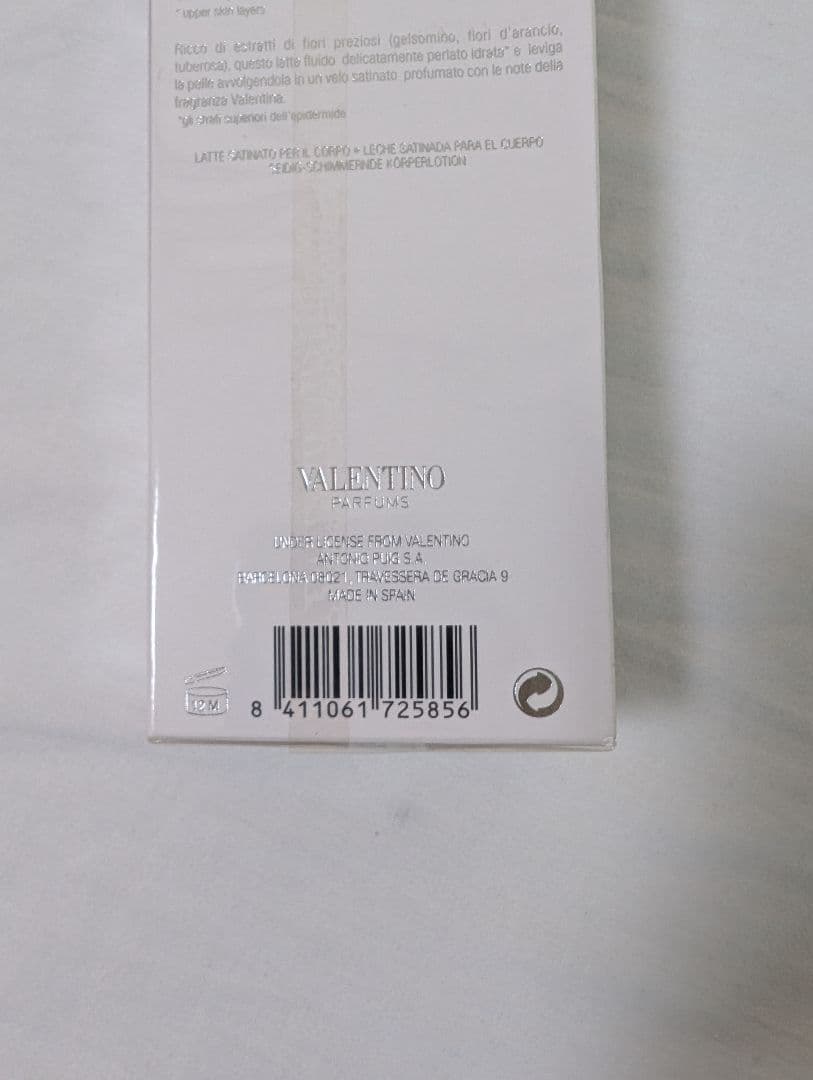 * upper skin layers
Ricco di estratti di fiori preziosi (gelsomino, fiori d'arancio,
tuberosa), questo latte fluido delicatamente perlato idrata* e leviga
la pelle avvolgendola in un velo satinato profumato con le note della
fragranza Valentina.
*gli strati superiori dell'epidermide
LATTE SATINATO PER IL CORPO • LECHE SATINADA PARA EL CUERPO
SEIDIG-SCHIMMERNDE KÖRPERLOTION
VALENTINO
PARFUMS
UNDER LICENSE FROM VALENTINO
ANTONIO PUIG S.A.
BARCELONA 08021, TRAVESSERA DE GRACIA 9
MADE IN SPAIN
12 M
8 411061 725856